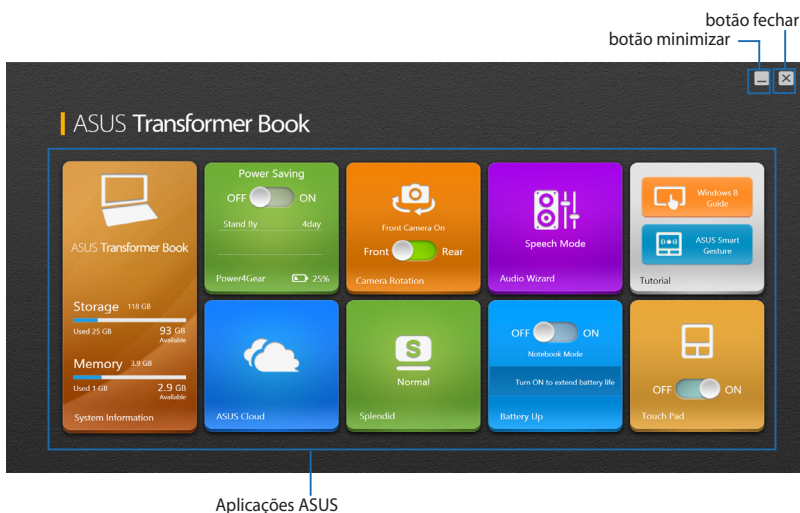 botão fechar
botão minimizar
ASUS Transformer Book
ASUS Transformer Book
Storage 118 GB
Used 25 GB 93 GB
Available
Memory 3.9 GB
Used 1 GB 2.9 GB
Available
System Information
Power Saving
OFF ON
Stand By 4day
Power4Gear 25%
Front Camera On
Front Rear
Camera Rotation
Speech Mode
Audio Wizard
Windows 8
Guide
ASUS Smart
Gesture
Tutorial
ASUS Cloud
S
Normal
Splendid
OFF ON
Notebook Mode
Turn ON to extend battery life
Battery Up
OFF ON
Touch Pad
Aplicações ASUS